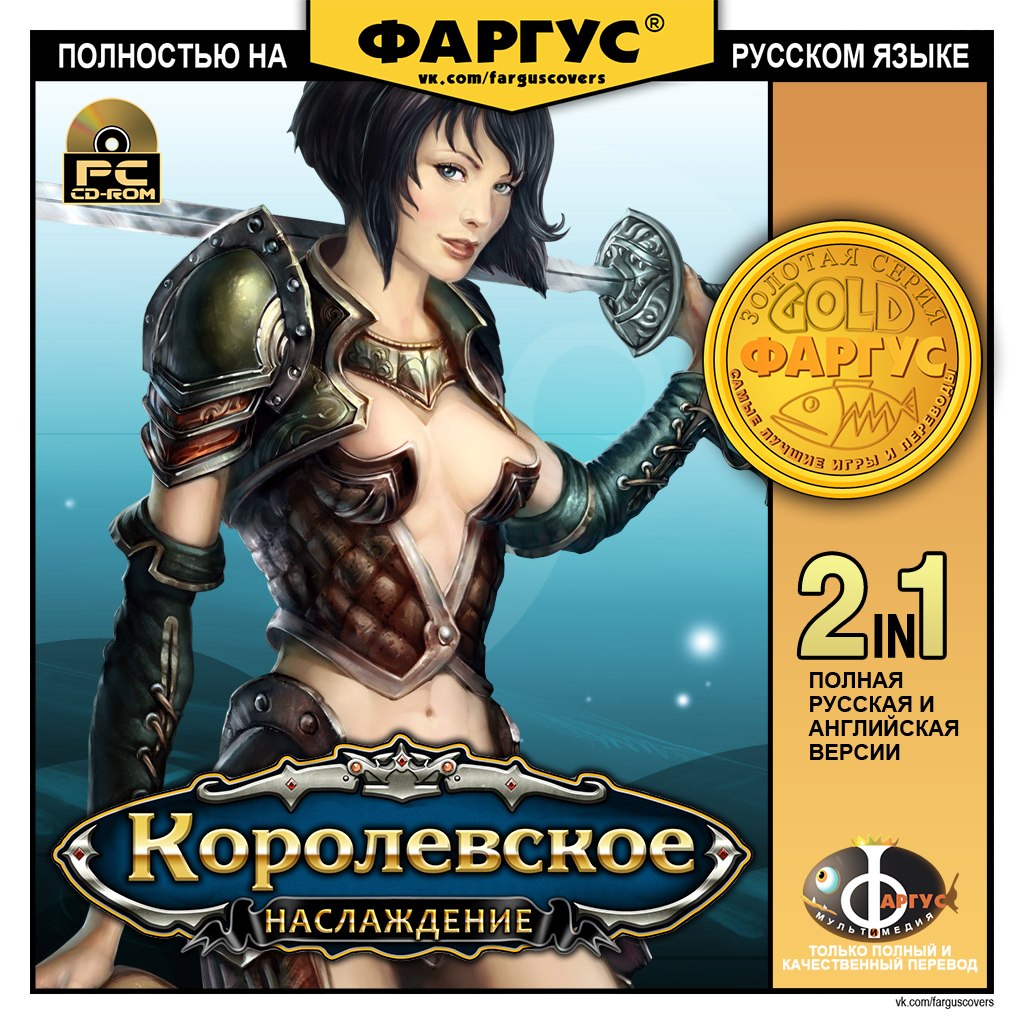 ПОЛНОСТЬЮ НА
ФАРГУС®
vk.com/farguscovers
РУССКОМ ЯЗЫКЕ
PC
CD-ROM
ЗОЛОТАЯ СЕРИЯ
GOLD
ФАРГУС
САМЫЕ ЛУЧШИЕ ИГРЫ И ПЕРЕВОДЫ
2IN1
ПОЛНАЯ
РУССКАЯ И
АНГЛИЙСКАЯ
ВЕРСИИ
Королевское
НАСЛАЖДЕНИЕ
ФАРГУС
МУЛЬТИМЕДИЯ
ТОЛЬКО ПОЛНЫЙ И
КАЧЕСТВЕННЫЙ ПЕРЕВОД
vk.com/farguscovers